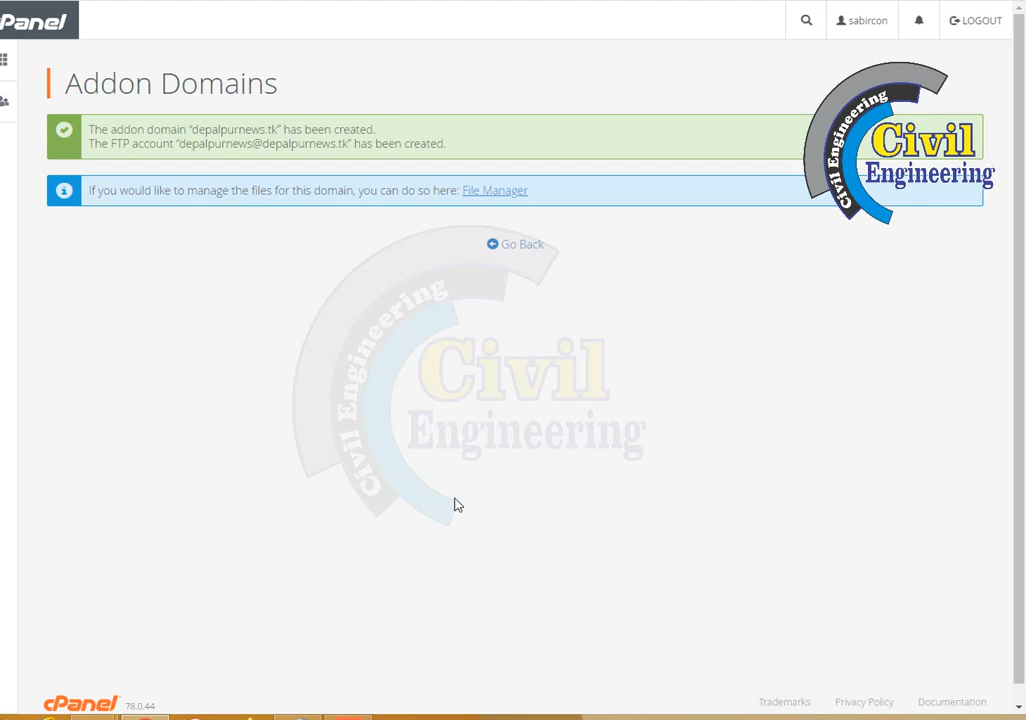 cPanel
sabircon
LOGOUT
Addon Domains
The addon domain “depalpurnews.tk” has been created.
The FTP account “depalpurnews@depalpurnews.tk” has been created.
If you would like to manage the files for this domain, you can do so here: File Manager
Civil Engineering
Civil
Engineering
Go Back
Civil Engineering
Civil
Engineering
cPanel 78.0.44
Trademarks Privacy Policy Documentation